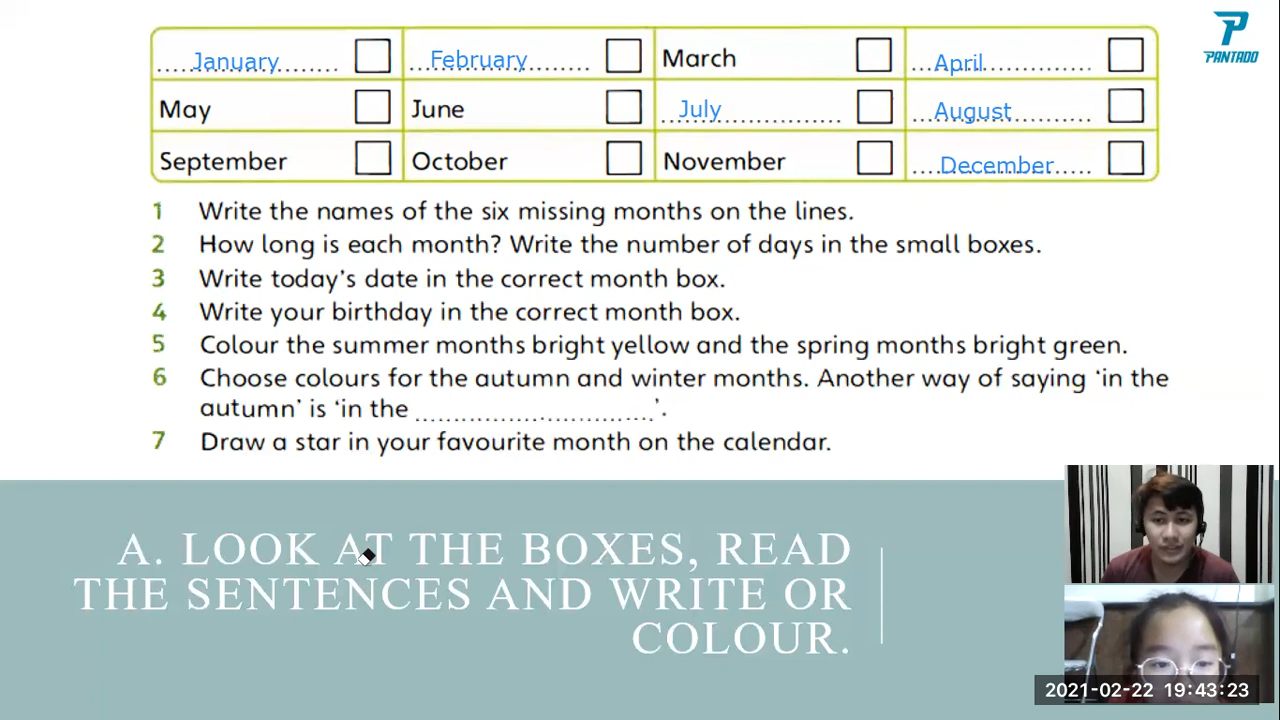 January February March April
May June July August
September October November December
1 Write the names of the six missing months on the lines.
2 How long is each month? Write the number of days in the small boxes.
3 Write today's date in the correct month box.
4 Write your birthday in the correct month box.
5 Colour the summer months bright yellow and the spring months bright green.
6 Choose colours for the autumn and winter months. Another way of saying ‘in the
autumn’ is ‘in the ..............................’.
7 Draw a star in your favourite month on the calendar.
A. LOOK AT THE BOXES, READ
THE SENTENCES AND WRITE OR
COLOUR.
PANTADO
2021-02-22 19:43:23